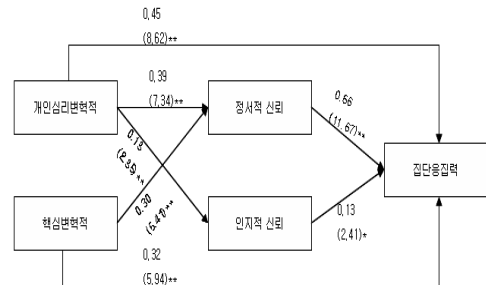 0.45
(8.62)**
0.39
(7.34)**
개인심리변혁적
정서적 신뢰
0.66
(11.67)**
0.13
(2.35)**
집단응집력
0.30
(5.47)**
핵심변혁적
인지적 신뢰
0.13
(2.41)*
0.32
(5.94)**